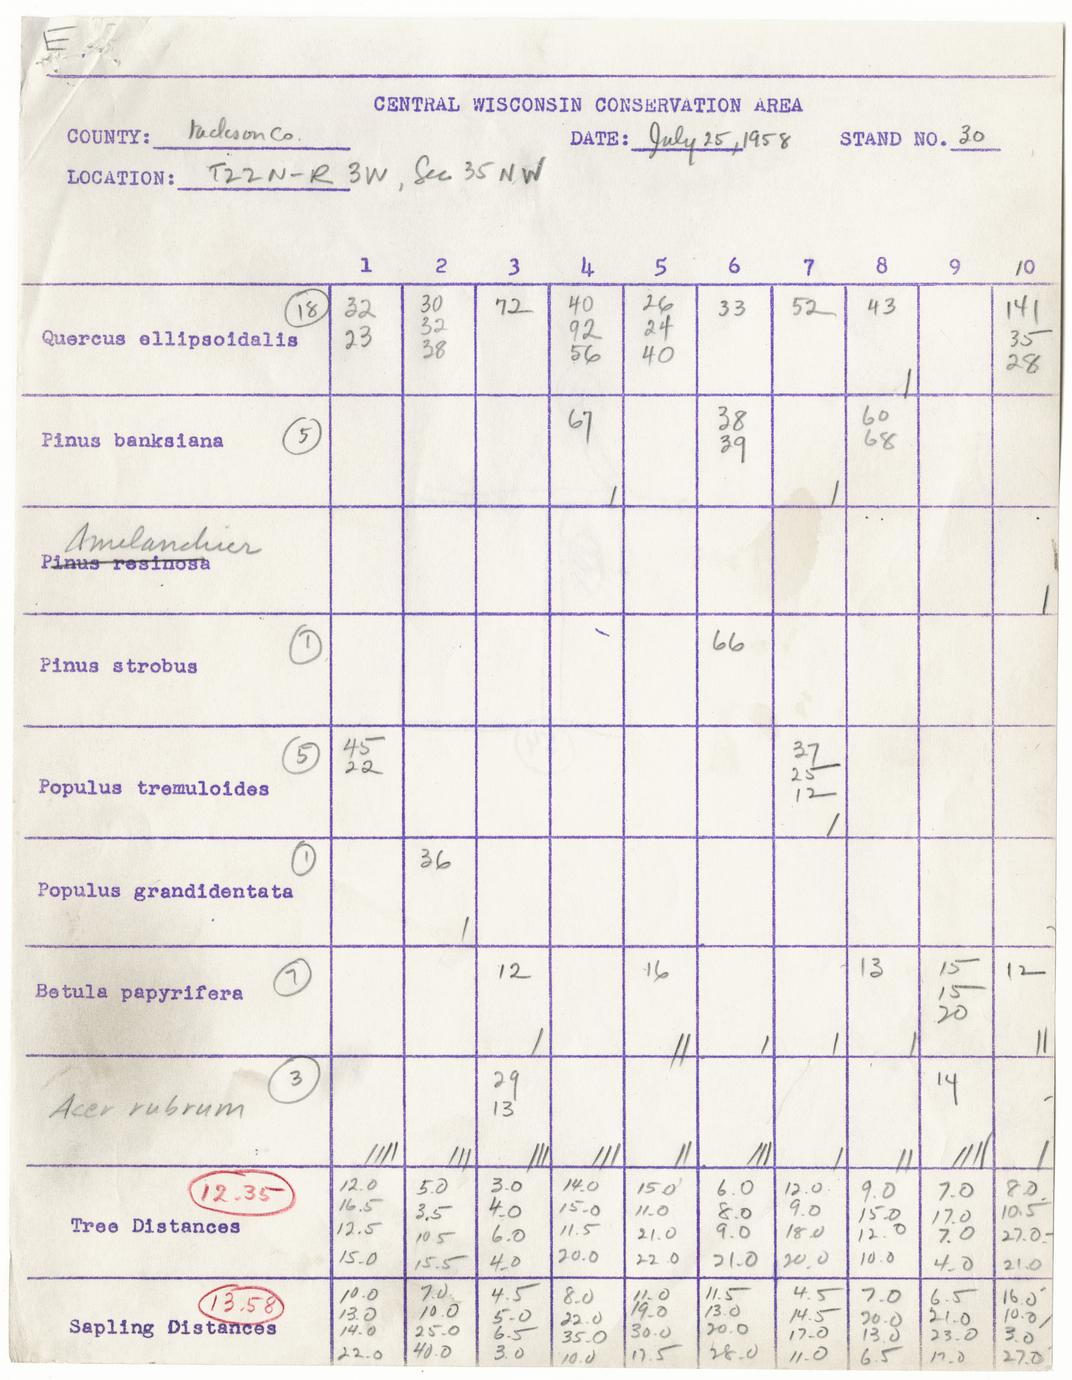 E
CENTRAL WISCONSIN CONSERVATION AREA
COUNTY: Jackson Co. DATE: July 25, 1958 STAND NO. 30
LOCATION: T22N-R 3W, Sec 35 NW
1 2 3 4 5 6 7 8 9 10
18 32 30 72 40 26 33 52 43 141
23 32 92 24 35
Quercus ellipsoidalis
38 56 40 28
/
67 38 60
Pinus banksiana 5 39 68
/ /
Amelanchier
Pinus resinosa
/
1 66
Pinus strobus
5 45 37
22 25
Populus tremuloides 12
/
1 36
Populus grandidentata
/
7 12 16 13 15 12
Betula papyrifera 15
20
/ // / / / //
3 29 14
Acer rubrum 13
//// /// //// //// // //// / // ///// /
12.0 5.0 3.0 14.0 15.0 6.0 12.0 9.0 7.0 8.0
12.35 16.5 3.5 4.0 15.0 11.0 8.0 9.0 15.0 17.0 10.5
Tree Distances 12.5 10.5 6.0 11.5 21.0 9.0 18.0 12.0 7.0 27.0
15.0 15.5 4.0 20.0 22.0 21.0 20.0 10.0 4.0 21.0
10.0 7.0 4.5 8.0 11.0 11.5 4.5 7.0 6.5 16.0
13.58 13.0 10.0 5.0 22.0 19.0 13.0 14.5 20.0 21.0 10.0
Sapling Distances 14.0 25.0 6.5 35.0 30.0 20.0 17.0 13.0 23.0 3.0
22.0 40.0 3.0 10.0 17.5 28.0 11.0 6.5 17.0 27.0